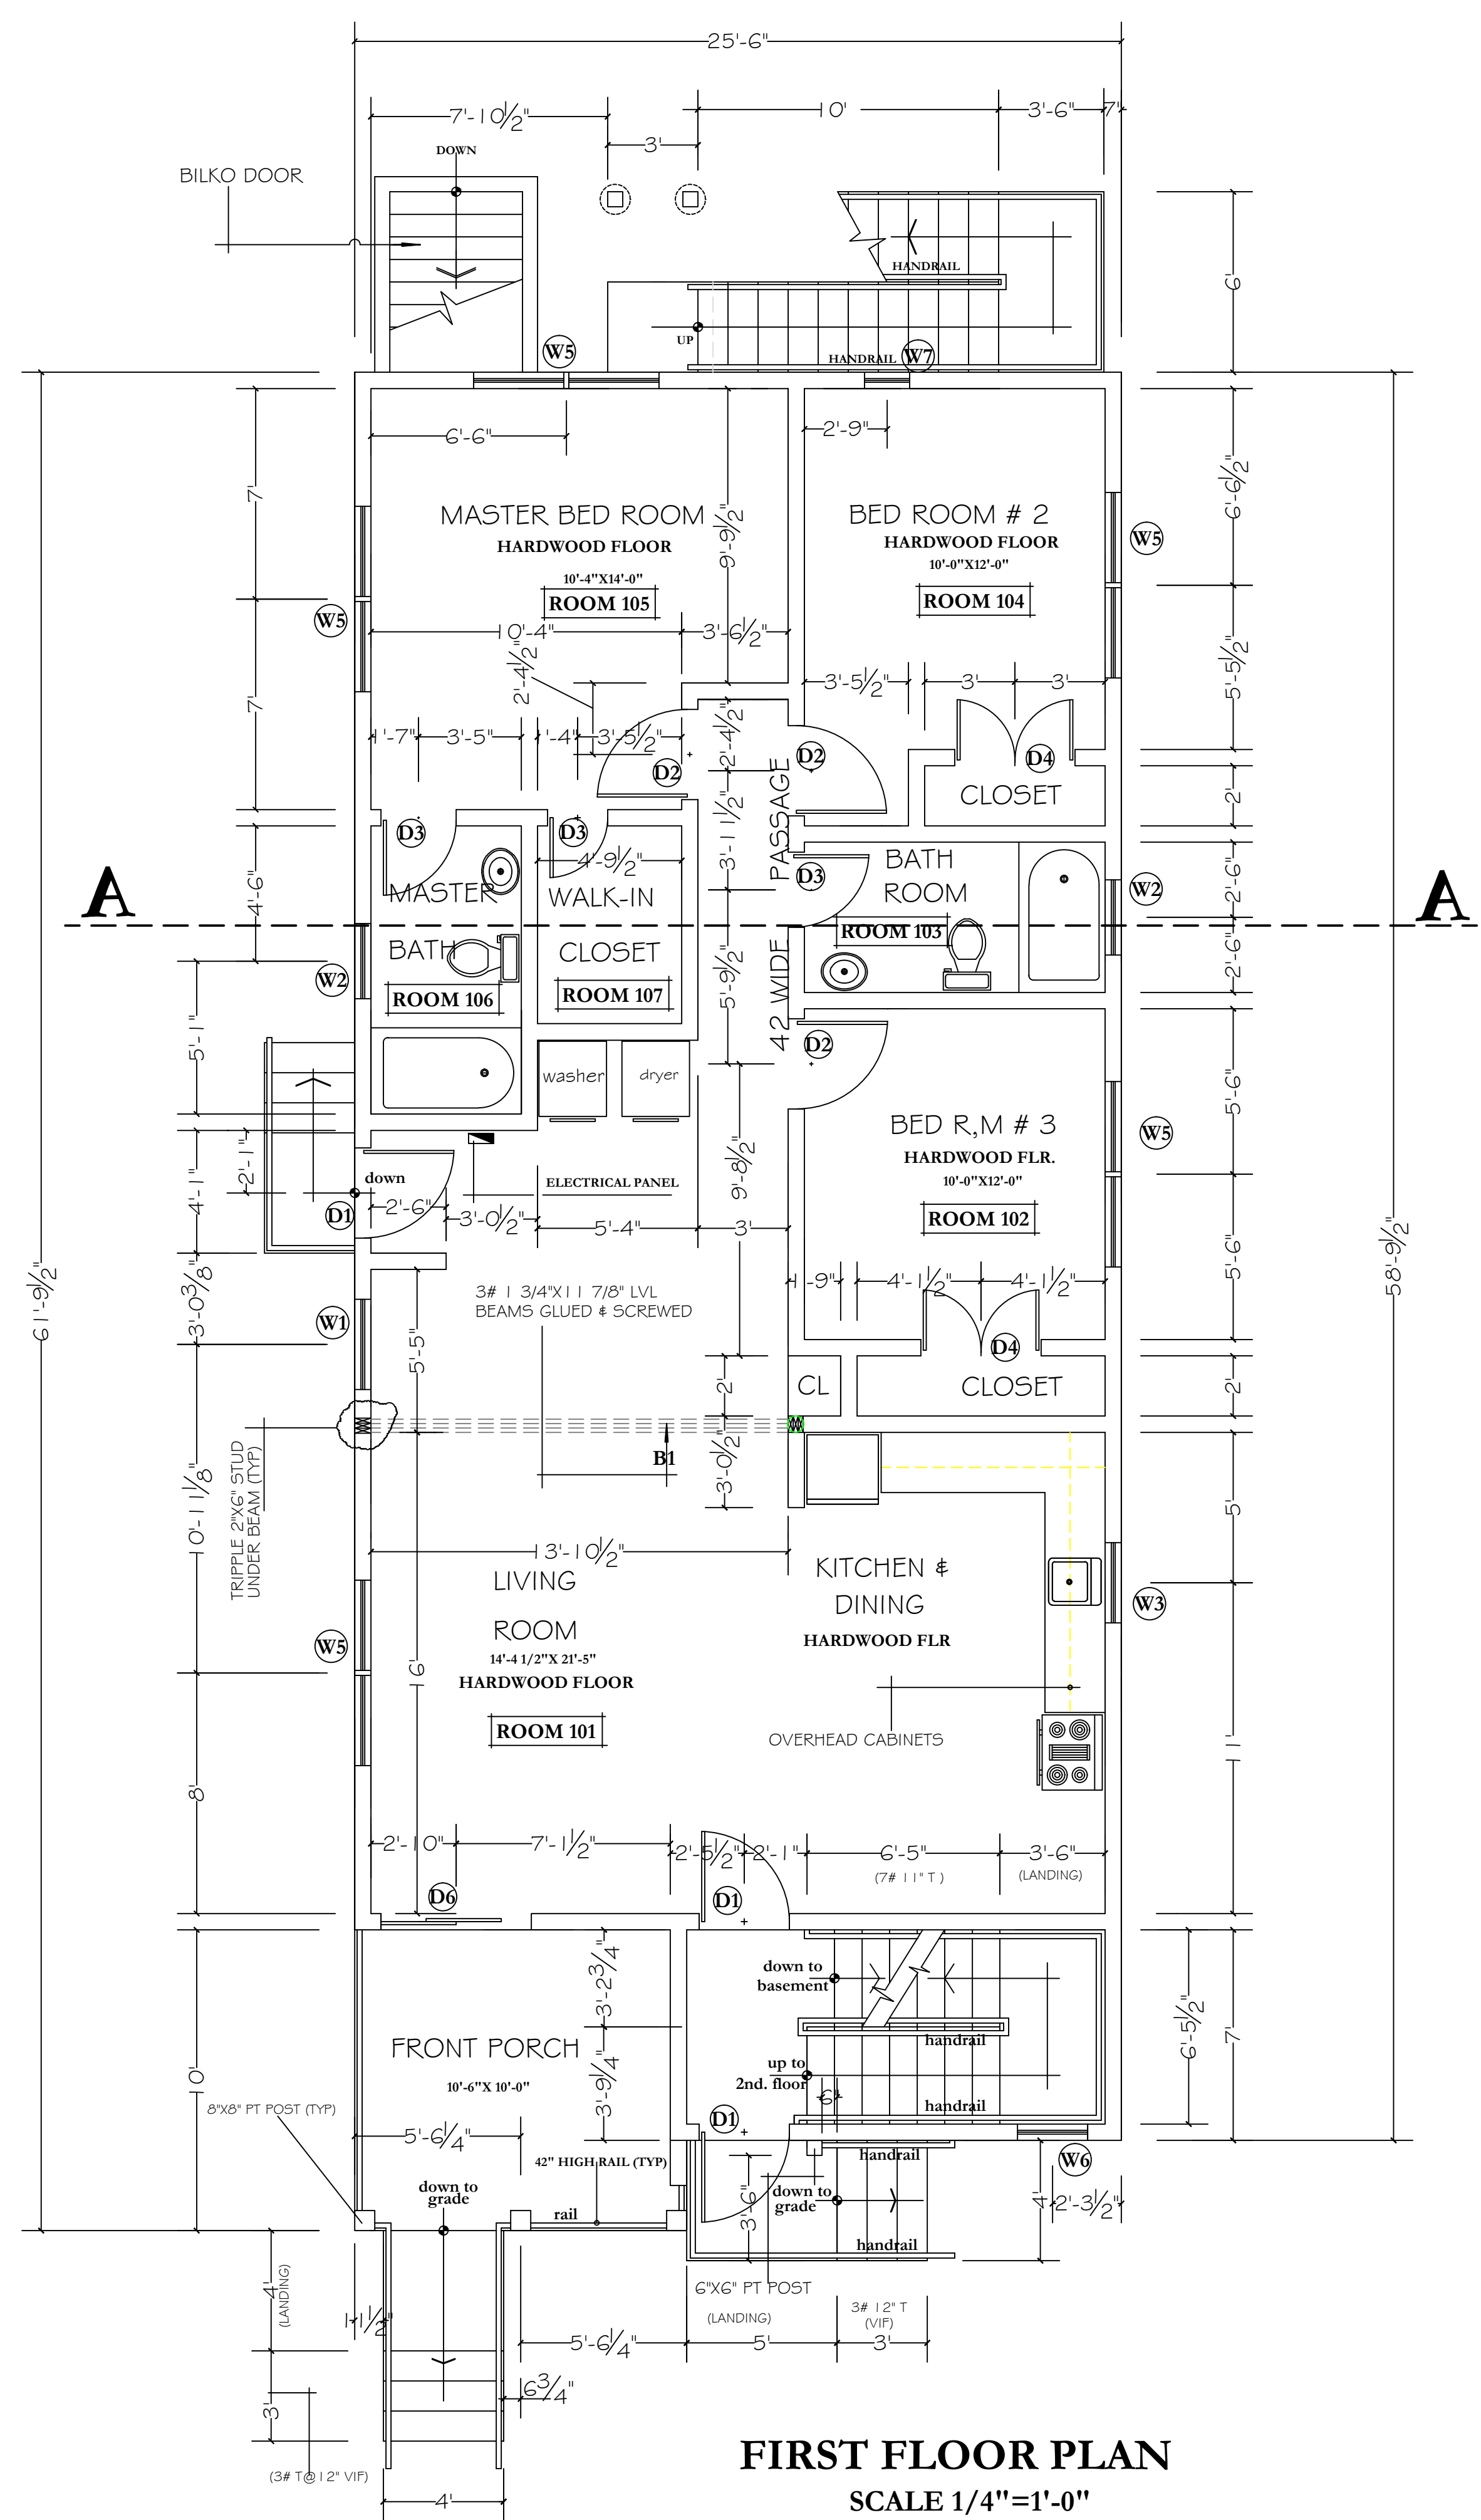 25'-6"
7'-10 1/2"
10'
3'-6"
7"
3'
DOWN
BILKO DOOR
HANDRAIL
6'
UP
HANDRAIL
W5
W7
6'-6"
2'-9"
7'
6'-6 1/2"
MASTER BED ROOM
9'-9 1/2"
BED ROOM # 2
HARDWOOD FLOOR
HARDWOOD FLOOR
W5
10'-4"X14'-0"
10'-0"X12'-0"
ROOM 105
ROOM 104
W5
10'-4"
3'-6 1/2"
2'-4 1/2"
3'-5 1/2"
3'
3'
5'-5 1/2"
7'
1'-7"
3'-5"
1'-4"
3'-5 1/2"
2'-4 1/2"
D2
D2
D4
CLOSET
2'
D3
D3
4'-9 1/2"
3'-11 1/2"
42 WIDE PASSAGE
D3
BATH
ROOM
4'-6"
MASTER
BATH
WALK-IN
CLOSET
2'-6"
W2
A
A
ROOM 103
2'-6"
W2
ROOM 106
ROOM 107
5'-9 1/2"
5'-1"
D2
washer
dryer
BED R,M # 3
W5
5'-6"
HARDWOOD FLR.
10'-0"X12'-0"
ROOM 102
2'-1"
4'-1"
down
D1
2'-6"
3'-0 1/2"
ELECTRICAL PANEL
5'-4"
3'
9'-8 1/2"
61'-9 1/2"
58'-9 1/2"
5'-6"
3'-0 3/8"
1'-9"
4'-1 1/2"
4'-1 1/2"
3# 1 3/4"X11 7/8" LVL
BEAMS GLUED & SCREWED
W1
5'-5"
D4
CL
CLOSET
2'
2'
B1
3'-0 1/2"
TRIPPLE 2"X6" STUD
UNDER BEAM (TYP)
10'-11 1/8"
5'
13'-10 1/2"
LIVING
ROOM
14'-4 1/2"X 21'-5"
HARDWOOD FLOOR
ROOM 101
KITCHEN &
DINING
HARDWOOD FLR
W3
W5
16'
OVERHEAD CABINETS
11'
8'
2'-10"
7'-1 1/2"
2'-5 1/2"
2'-1"
6'-5"
(7# 11" T )
3'-6"
(LANDING)
D6
D1
down to
basement
3'-2 3/4"
FRONT PORCH
10'-6"X 10'-0"
handrail
6'-5 1/2"
7'
up to
2nd. floor
3'-9 1/4"
6"
10'
8"X8" PT POST (TYP)
handrail
D1
5'-6 1/4"
42" HIGH RAIL (TYP)
handrail
W6
down to
grade
rail
3'-6"
down to
grade
4'
2'-3 1/2"
handrail
6"X6" PT POST
4'
(LANDING)
11 1/2"
(LANDING)
3# 12" T
(VIF)
5'-6 1/4"
5'
3'
6 3/4"
3'
(3# T@12" VIF)
4'
FIRST FLOOR PLAN
SCALE 1/4"=1'-0"